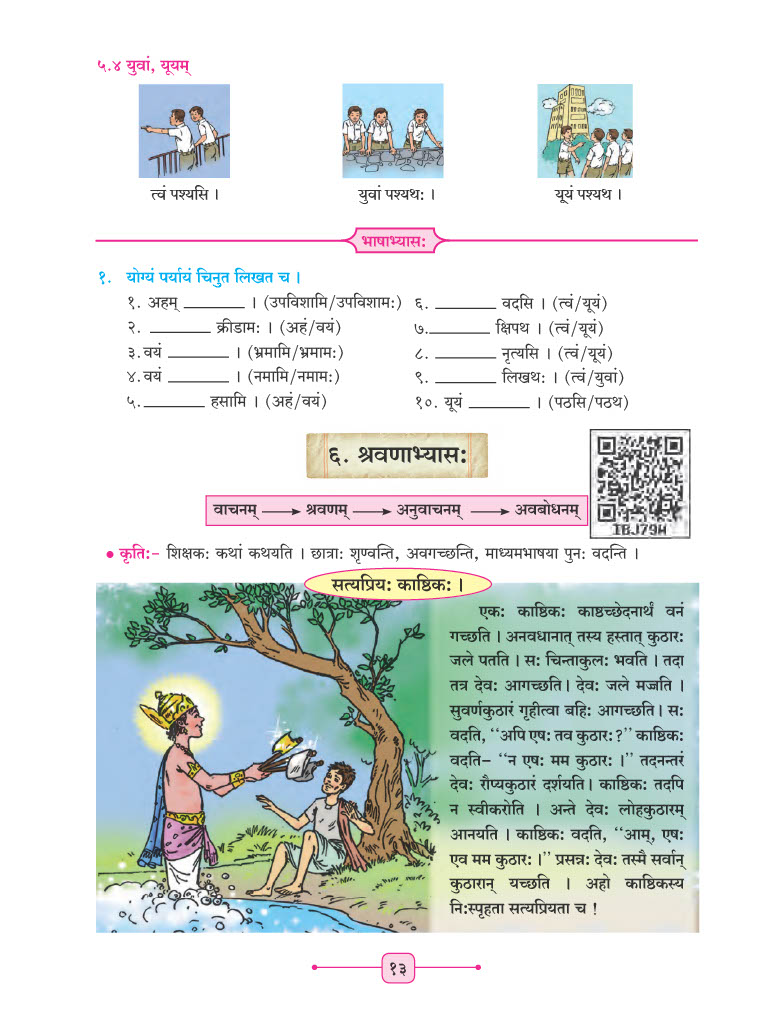 ५.४ युवां, यूयम्
त्वं पश्यसि ।
युवां पश्यथः ।
यूयं पश्यथ ।
भाषाभ्यासः
१. योग्यं पर्यायं चिनुत लिखत च ।
१. अहम् ________ । (उपविशामि/उपविशामः)
२. ________ क्रीडामः । (अहं/वयं)
३. वयं ________ । (भ्रमामि/भ्रमामः)
४. वयं ________ । (नमामि/नमामः)
५. ________ हसामि । (अहं/वयं)
६. ________ वदसि । (त्वं/यूयं)
७. ________ क्षिपथ । (त्वं/यूयं)
८. ________ नृत्यसि । (त्वं/यूयं)
९. ________ लिखथः । (त्वं/युवां)
१०. यूयं ________ । (पठसि/पठथ)
६. श्रवणाभ्यासः
IBJ79H
वाचनम् → श्रवणम् → अनुवाचनम् → अवबोधनम्
• कृतिः- शिक्षकः कथां कथयति । छात्राः शृण्वन्ति, अवगच्छन्ति, माध्यमभाषया पुनः वदन्ति ।
सत्यप्रियः काष्ठिकः ।
एकः काष्ठिकः काष्ठच्छेदनार्थं वनं
गच्छति । अनवधानात् तस्य हस्तात् कुठारः
जले पतति । सः चिन्ताकुलः भवति । तदा
तत्र देवः आगच्छति । देवः जले मज्जति ।
सुवर्णकुठारं गृहीत्वा बहिः आगच्छति । सः
वदति, ‘‘अपि एषः तव कुठारः?’’ काष्ठिकः
वदति– ‘‘न एषः मम कुठारः ।’’ तदनन्तरं
देवः रौप्यकुठारं दर्शयति । काष्ठिकः तदपि
न स्वीकरोति । अन्ते देवः लोहकुठारम्
आनयति । काष्ठिकः वदति, ‘‘आम्, एषः
एव मम कुठारः ।’’ प्रसन्नः देवः तस्मै सर्वान्
कुठारान् यच्छति । अहो काष्ठिकस्य
निःस्पृहता सत्यप्रियता च !
१३